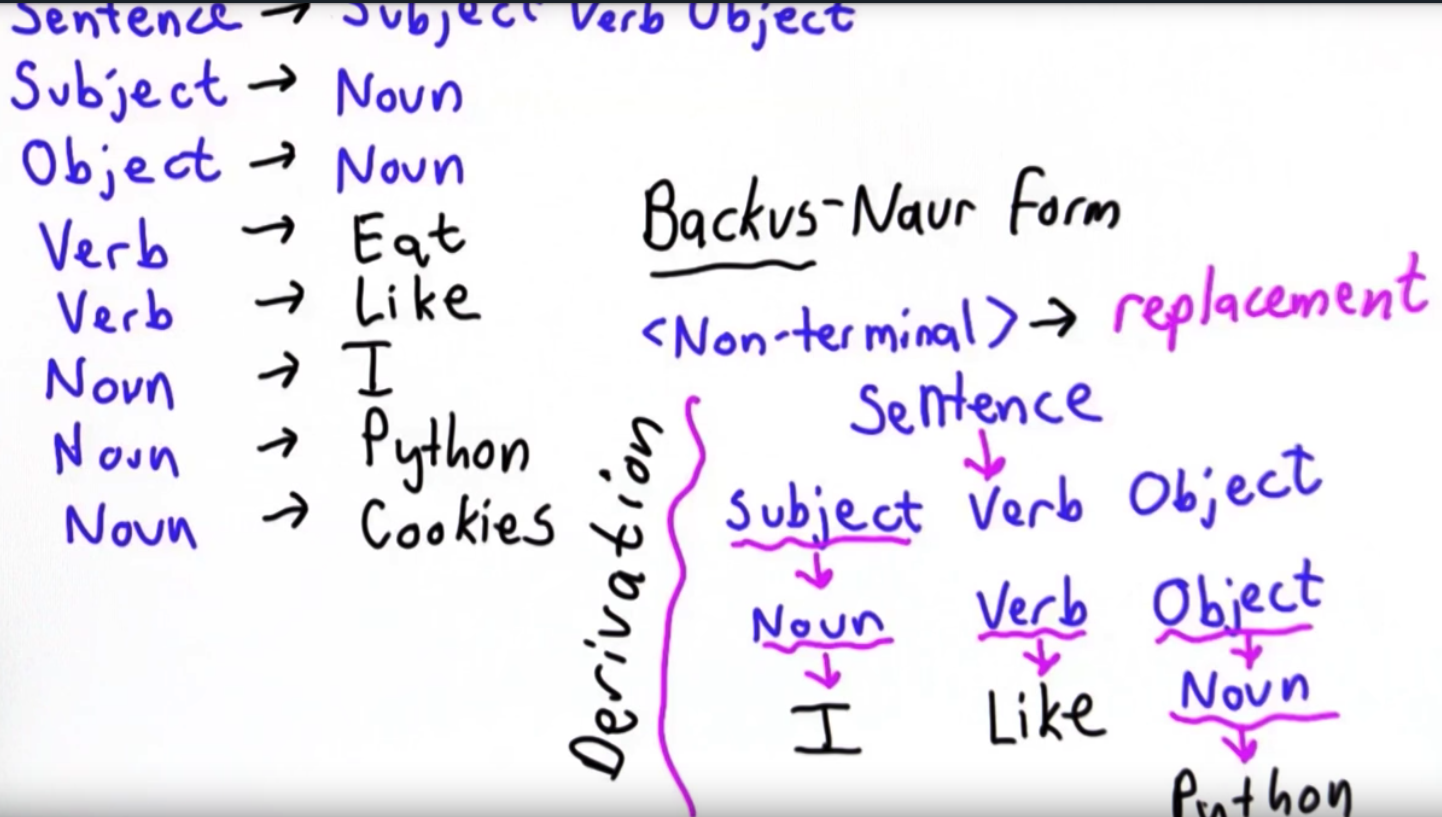 Sentence → Subject Verb Object
Subject → Noun
Object → Noun
Verb → Eat
Verb → Like
Noun → I
Noun → Python
Noun → Cookies
Backus-Naur Form
<Non-terminal> → replacement
Derivation
Sentence
Subject Verb Object
Noun Verb Object
I Like Noun
Python